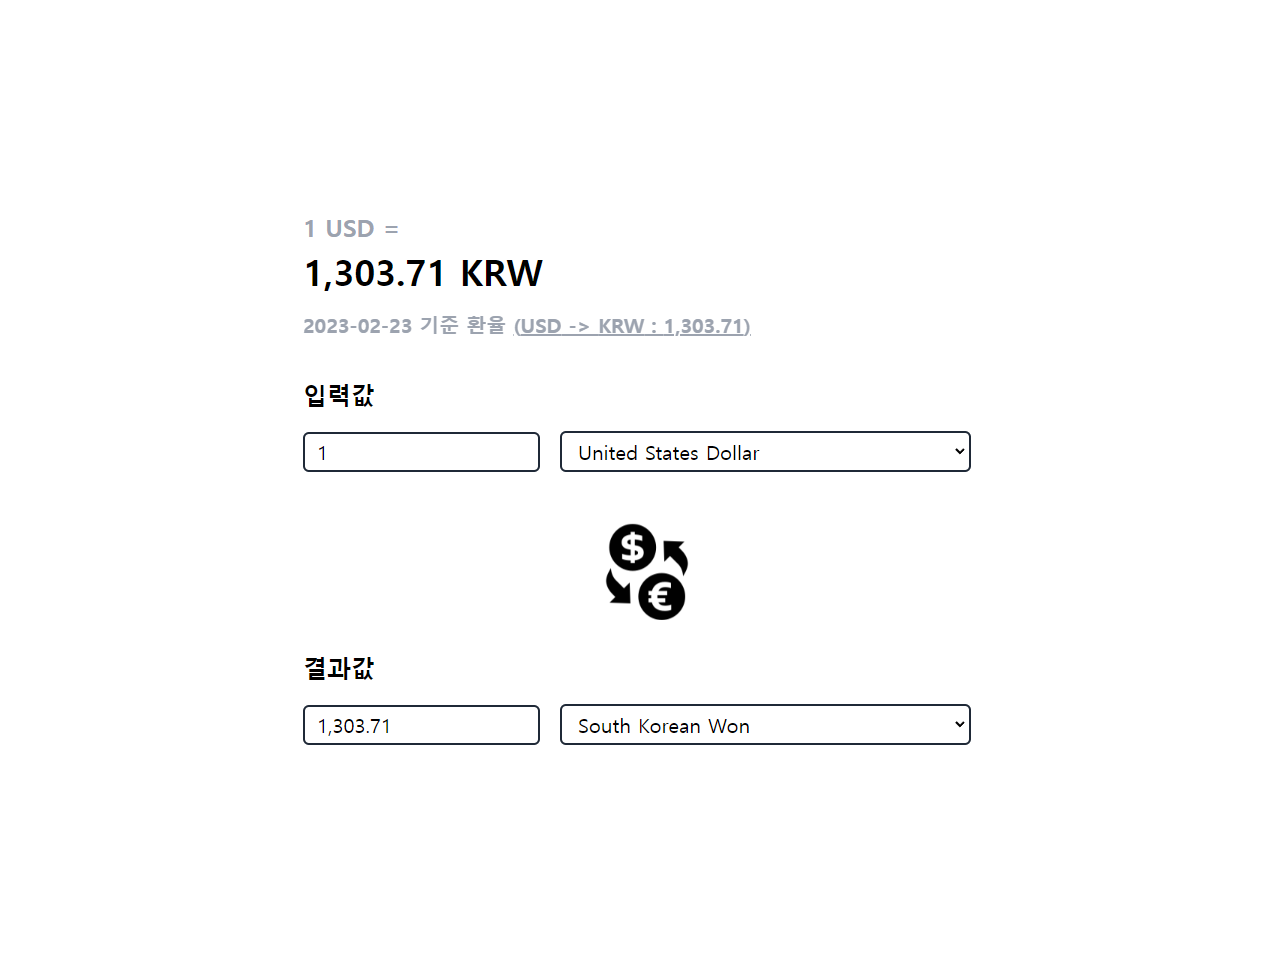 1 USD =
1,303.71 KRW
2023-02-23 기준 환율 (USD -> KRW : 1,303.71)
입력값
1 United States Dollar
$
€
결과값
1,303.71 South Korean Won